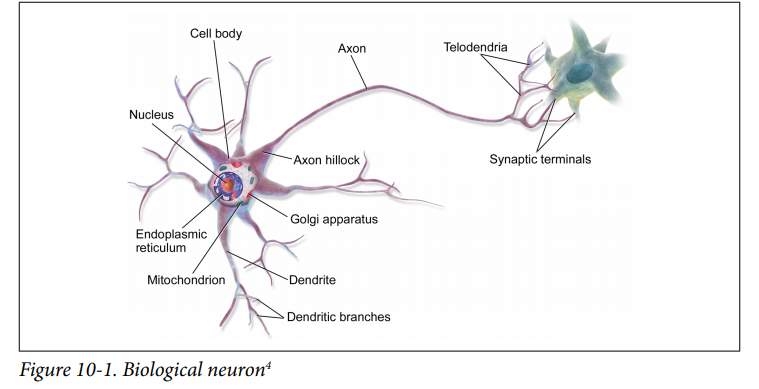 Cell body
Axon
Telodendria
Nucleus
Axon hillock
Synaptic terminals
Golgi apparatus
Endoplasmic
reticulum
Mitochondrion
Dendrite
Dendritic branches
Figure 10-1. Biological neuron⁴